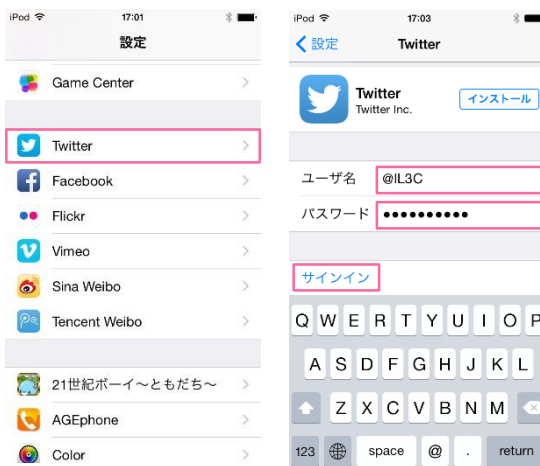 iPod 17:01
設定
Game Center
Twitter
Facebook
Flickr
Vimeo
Sina Weibo
Tencent Weibo
21世紀ボーイ〜ともだち〜
AGEphone
Color
iPod 17:03
設定 Twitter
Twitter
Twitter Inc.
インストール
ユーザ名 @IL3C
パスワード ●●●●●●●●●●
サインイン
Q W E R T Y U I O P
A S D F G H J K L
Z X C V B N M
123 space @ . return